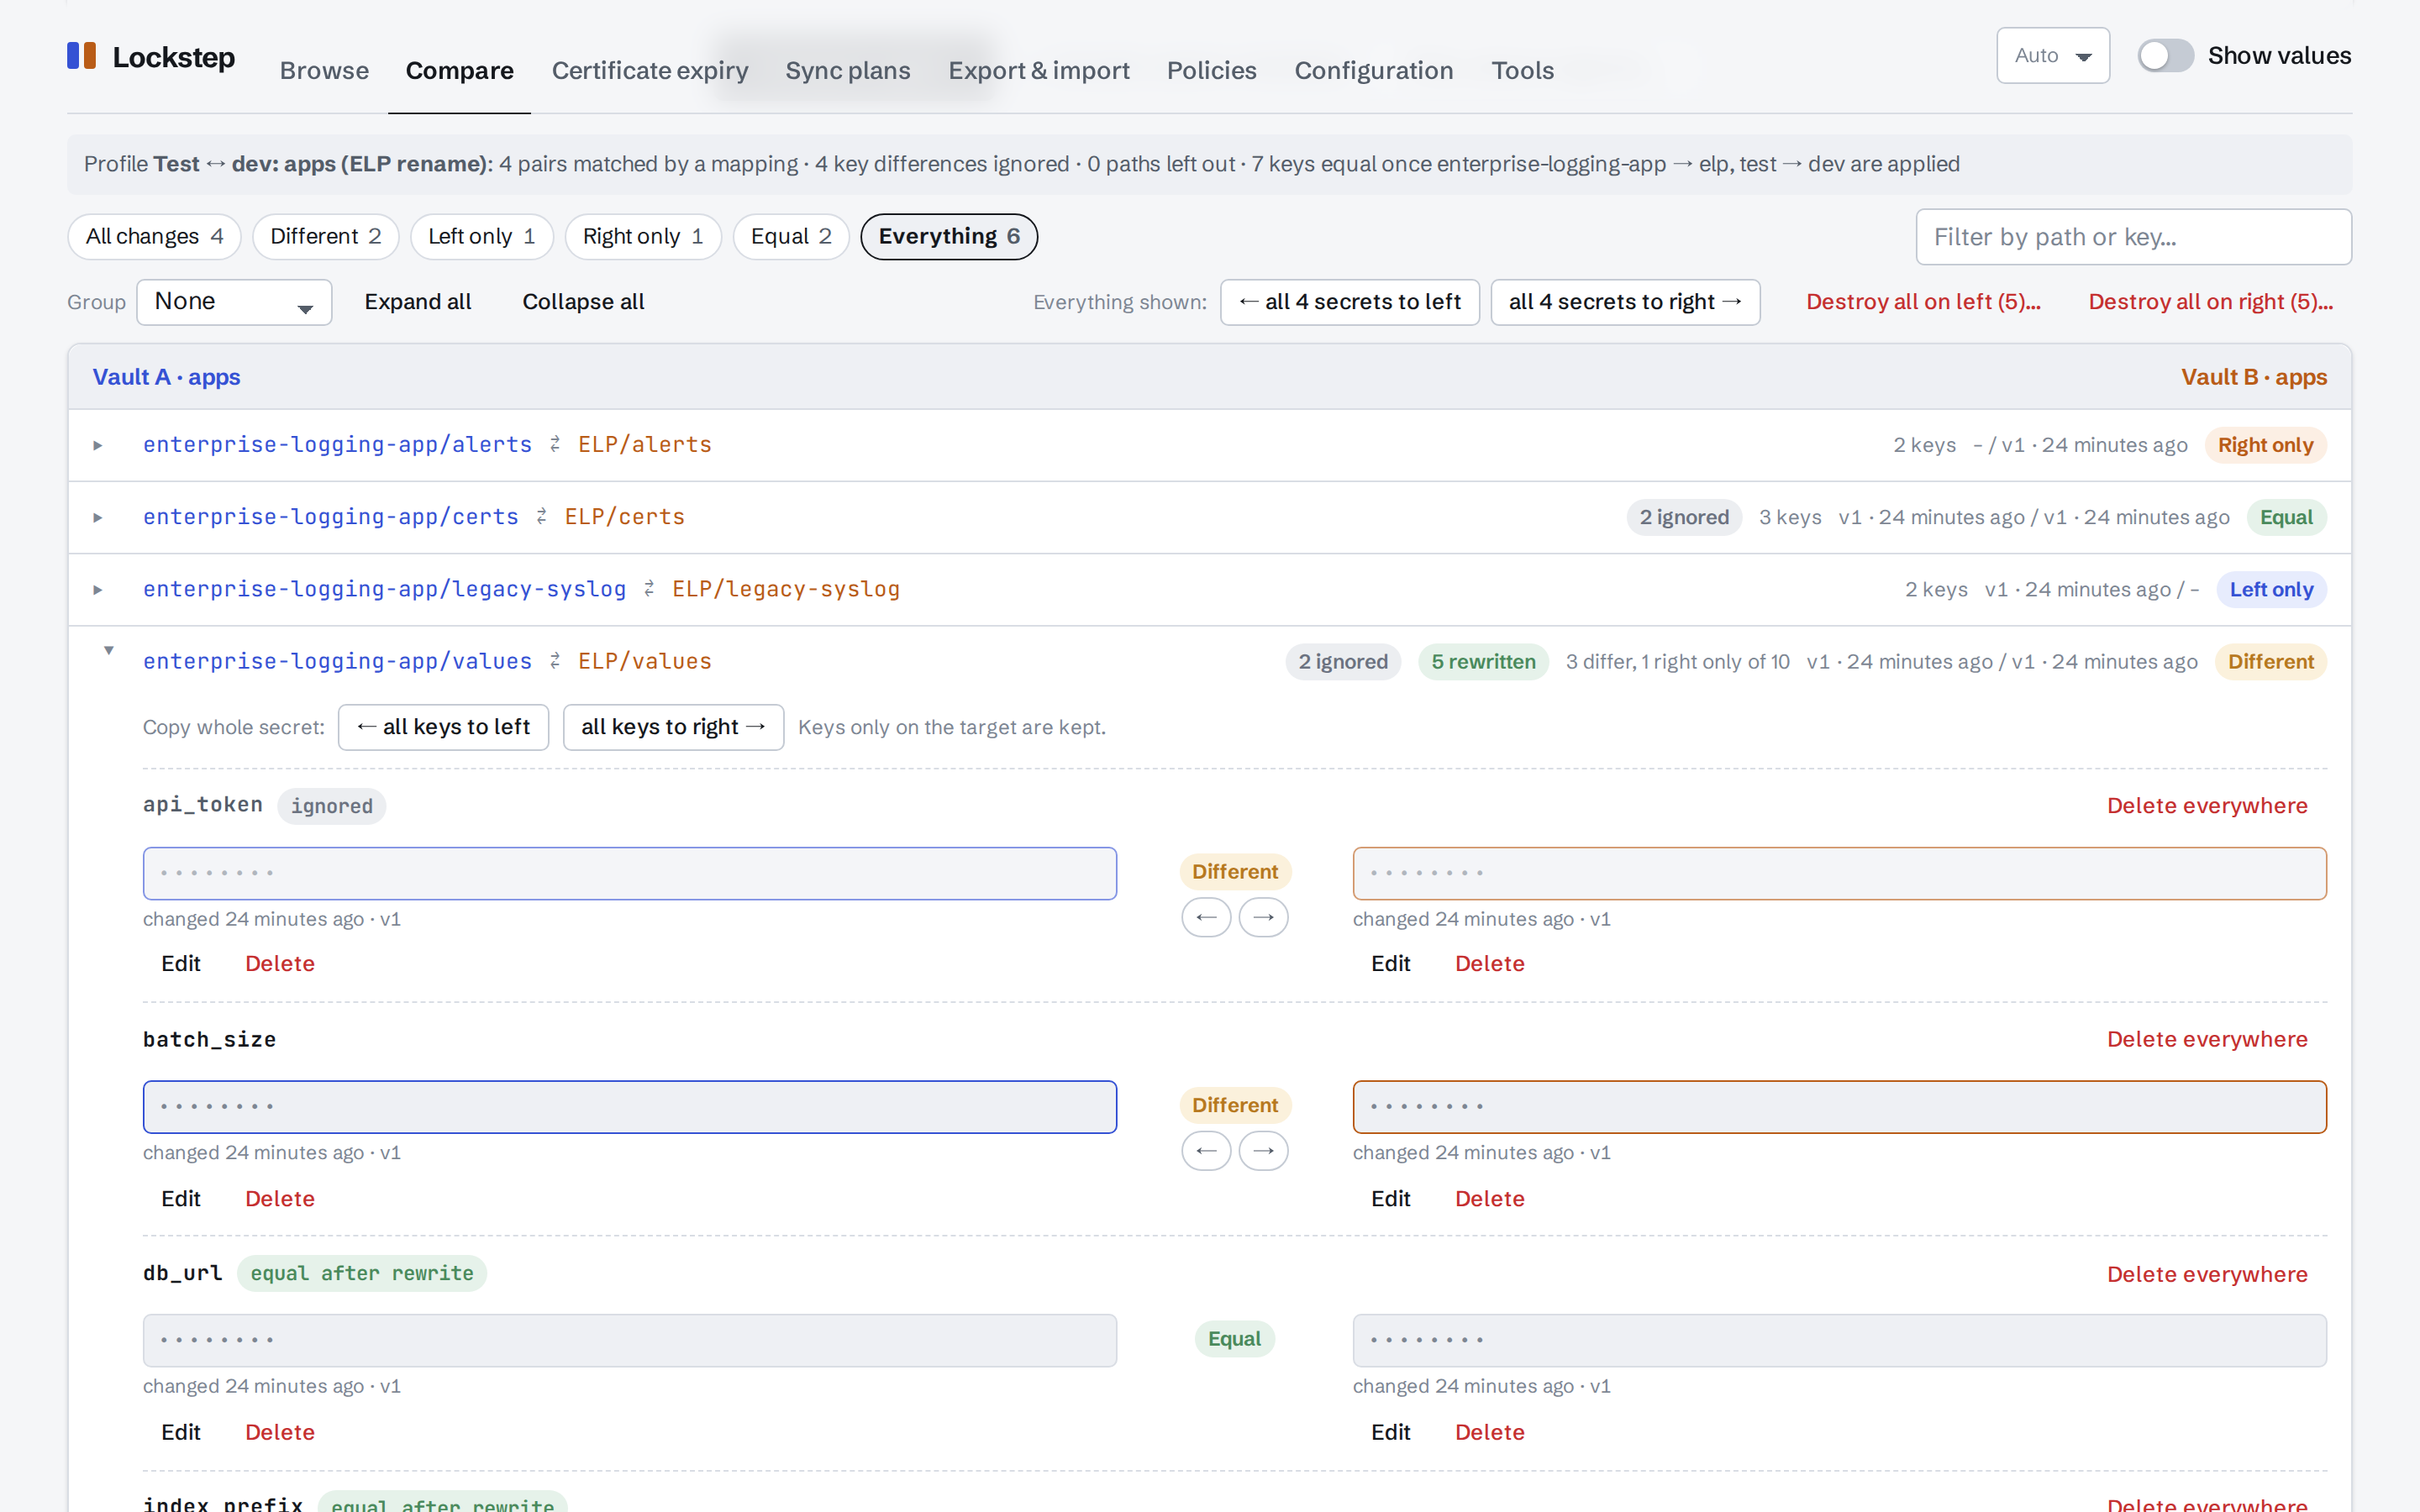 Lockstep Browse Compare Certificate expiry Sync plans Export & import Policies Configuration Tools Auto Show values
Profile Test ↔ dev: apps (ELP rename): 4 pairs matched by a mapping · 4 key differences ignored · 0 paths left out · 7 keys equal once enterprise-logging-app → elp, test → dev are applied
All changes 4 Different 2 Left only 1 Right only 1 Equal 2 Everything 6 Filter by path or key...
Group None Expand all Collapse all Everything shown: ← all 4 secrets to left all 4 secrets to right → Destroy all on left (5)... Destroy all on right (5)...
Vault A · apps Vault B · apps
enterprise-logging-app/alerts ⇄ ELP/alerts 2 keys – / v1 · 24 minutes ago Right only
enterprise-logging-app/certs ⇄ ELP/certs 2 ignored 3 keys v1 · 24 minutes ago / v1 · 24 minutes ago Equal
enterprise-logging-app/legacy-syslog ⇄ ELP/legacy-syslog 2 keys v1 · 24 minutes ago / – Left only
enterprise-logging-app/values ⇄ ELP/values 2 ignored 5 rewritten 3 differ, 1 right only of 10 v1 · 24 minutes ago / v1 · 24 minutes ago Different
Copy whole secret: ← all keys to left all keys to right → Keys only on the target are kept.
api_token ignored Delete everywhere
•••••••• Different ••••••••
changed 24 minutes ago · v1 ← → changed 24 minutes ago · v1
Edit Delete Edit Delete
batch_size Delete everywhere
•••••••• Different ••••••••
changed 24 minutes ago · v1 ← → changed 24 minutes ago · v1
Edit Delete Edit Delete
db_url equal after rewrite Delete everywhere
•••••••• Equal ••••••••
changed 24 minutes ago · v1 changed 24 minutes ago · v1
Edit Delete Edit Delete
index_prefix equal after rewrite Delete everywhere